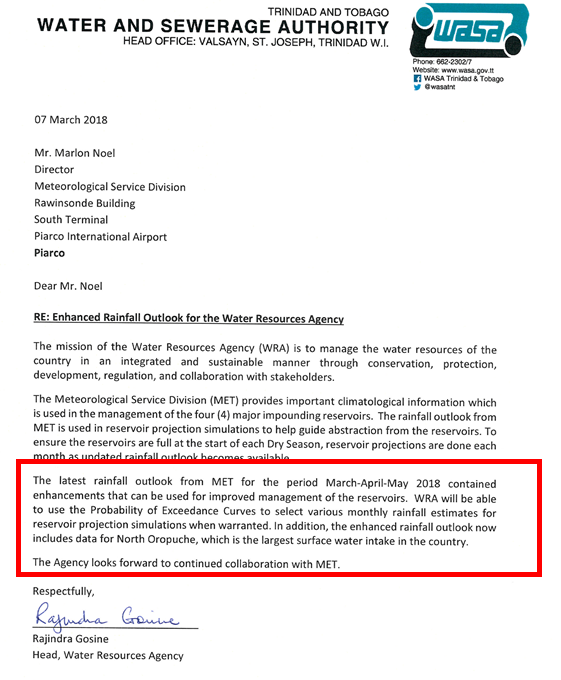 TRINIDAD AND TOBAGO
WATER AND SEWERAGE AUTHORITY
HEAD OFFICE: VALSAYN, ST. JOSEPH, TRINIDAD W.I.
wasa
Phone: 662-2302/7
Website: www.wasa.gov.tt
WASA Trinidad & Tobago
@wasatnt
07 March 2018
Mr. Marlon Noel
Director
Meteorological Service Division
Rawinsonde Building
South Terminal
Piarco International Airport
Piarco
Dear Mr. Noel
RE: Enhanced Rainfall Outlook for the Water Resources Agency
The mission of the Water Resources Agency (WRA) is to manage the water resources of the
country in an integrated and sustainable manner through conservation, protection,
development, regulation, and collaboration with stakeholders.
The Meteorological Service Division (MET) provides important climatological information which
is used in the management of the four (4) major impounding reservoirs. The rainfall outlook from
MET is used in reservoir projection simulations to help guide abstraction from the reservoirs. To
ensure the reservoirs are full at the start of each Dry Season, reservoir projections are done each
month as updated rainfall outlook becomes available.
The latest rainfall outlook from MET for the period March-April-May 2018 contained
enhancements that can be used for improved management of the reservoirs. WRA will be able
to use the Probability of Exceedance Curves to select various monthly rainfall estimates for
reservoir projection simulations when warranted. In addition, the enhanced rainfall outlook now
includes data for North Oropuche, which is the largest surface water intake in the country.
The Agency looks forward to continued collaboration with MET.
Respectfully,
Rajindra Gosine
Rajindra Gosine
Head, Water Resources Agency